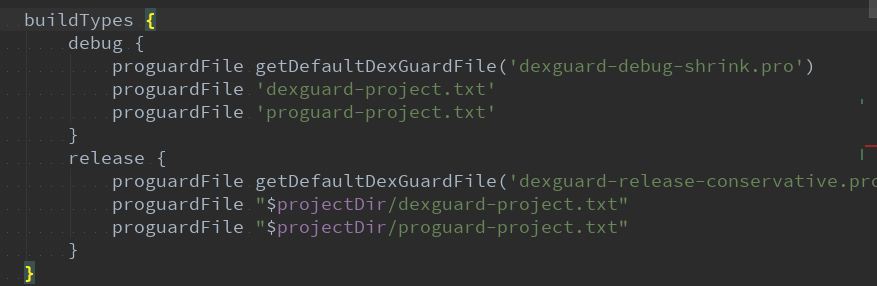 buildTypes {
debug {
proguardFile getDefaultDexGuardFile('dexguard-debug-shrink.pro')
proguardFile 'dexguard-project.txt'
proguardFile 'proguard-project.txt'
}
release {
proguardFile getDefaultDexGuardFile('dexguard-release-conservative.pro
proguardFile "$projectDir/dexguard-project.txt"
proguardFile "$projectDir/proguard-project.txt"
}
}